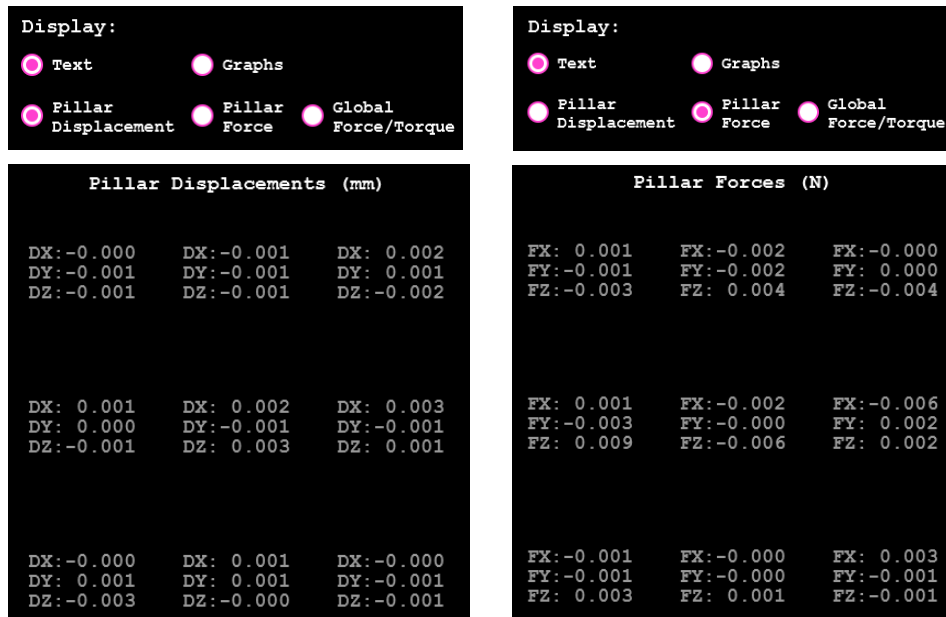 Display:
Text Graphs
Pillar Displacement Pillar Force Global Force/Torque
Pillar Displacements (mm)
DX:-0.000 DX:-0.001 DX: 0.002
DY:-0.001 DY:-0.001 DY: 0.001
DZ:-0.001 DZ:-0.001 DZ:-0.002
DX: 0.001 DX: 0.002 DX: 0.003
DY: 0.000 DY:-0.001 DY:-0.001
DZ:-0.001 DZ: 0.003 DZ: 0.001
DX:-0.000 DX: 0.001 DX:-0.000
DY: 0.001 DY: 0.001 DY:-0.001
DZ:-0.003 DZ:-0.000 DZ:-0.001
Display:
Text Graphs
Pillar Displacement Pillar Force Global Force/Torque
Pillar Forces (N)
FX: 0.001 FX:-0.002 FX:-0.000
FY:-0.001 FY:-0.002 FY: 0.000
FZ:-0.003 FZ: 0.004 FZ:-0.004
FX: 0.001 FX:-0.002 FX:-0.006
FY:-0.003 FY:-0.000 FY: 0.002
FZ: 0.009 FZ:-0.006 FZ: 0.002
FX:-0.001 FX:-0.000 FX: 0.003
FY:-0.001 FY:-0.000 FY:-0.001
FZ: 0.003 FZ: 0.001 FZ:-0.001